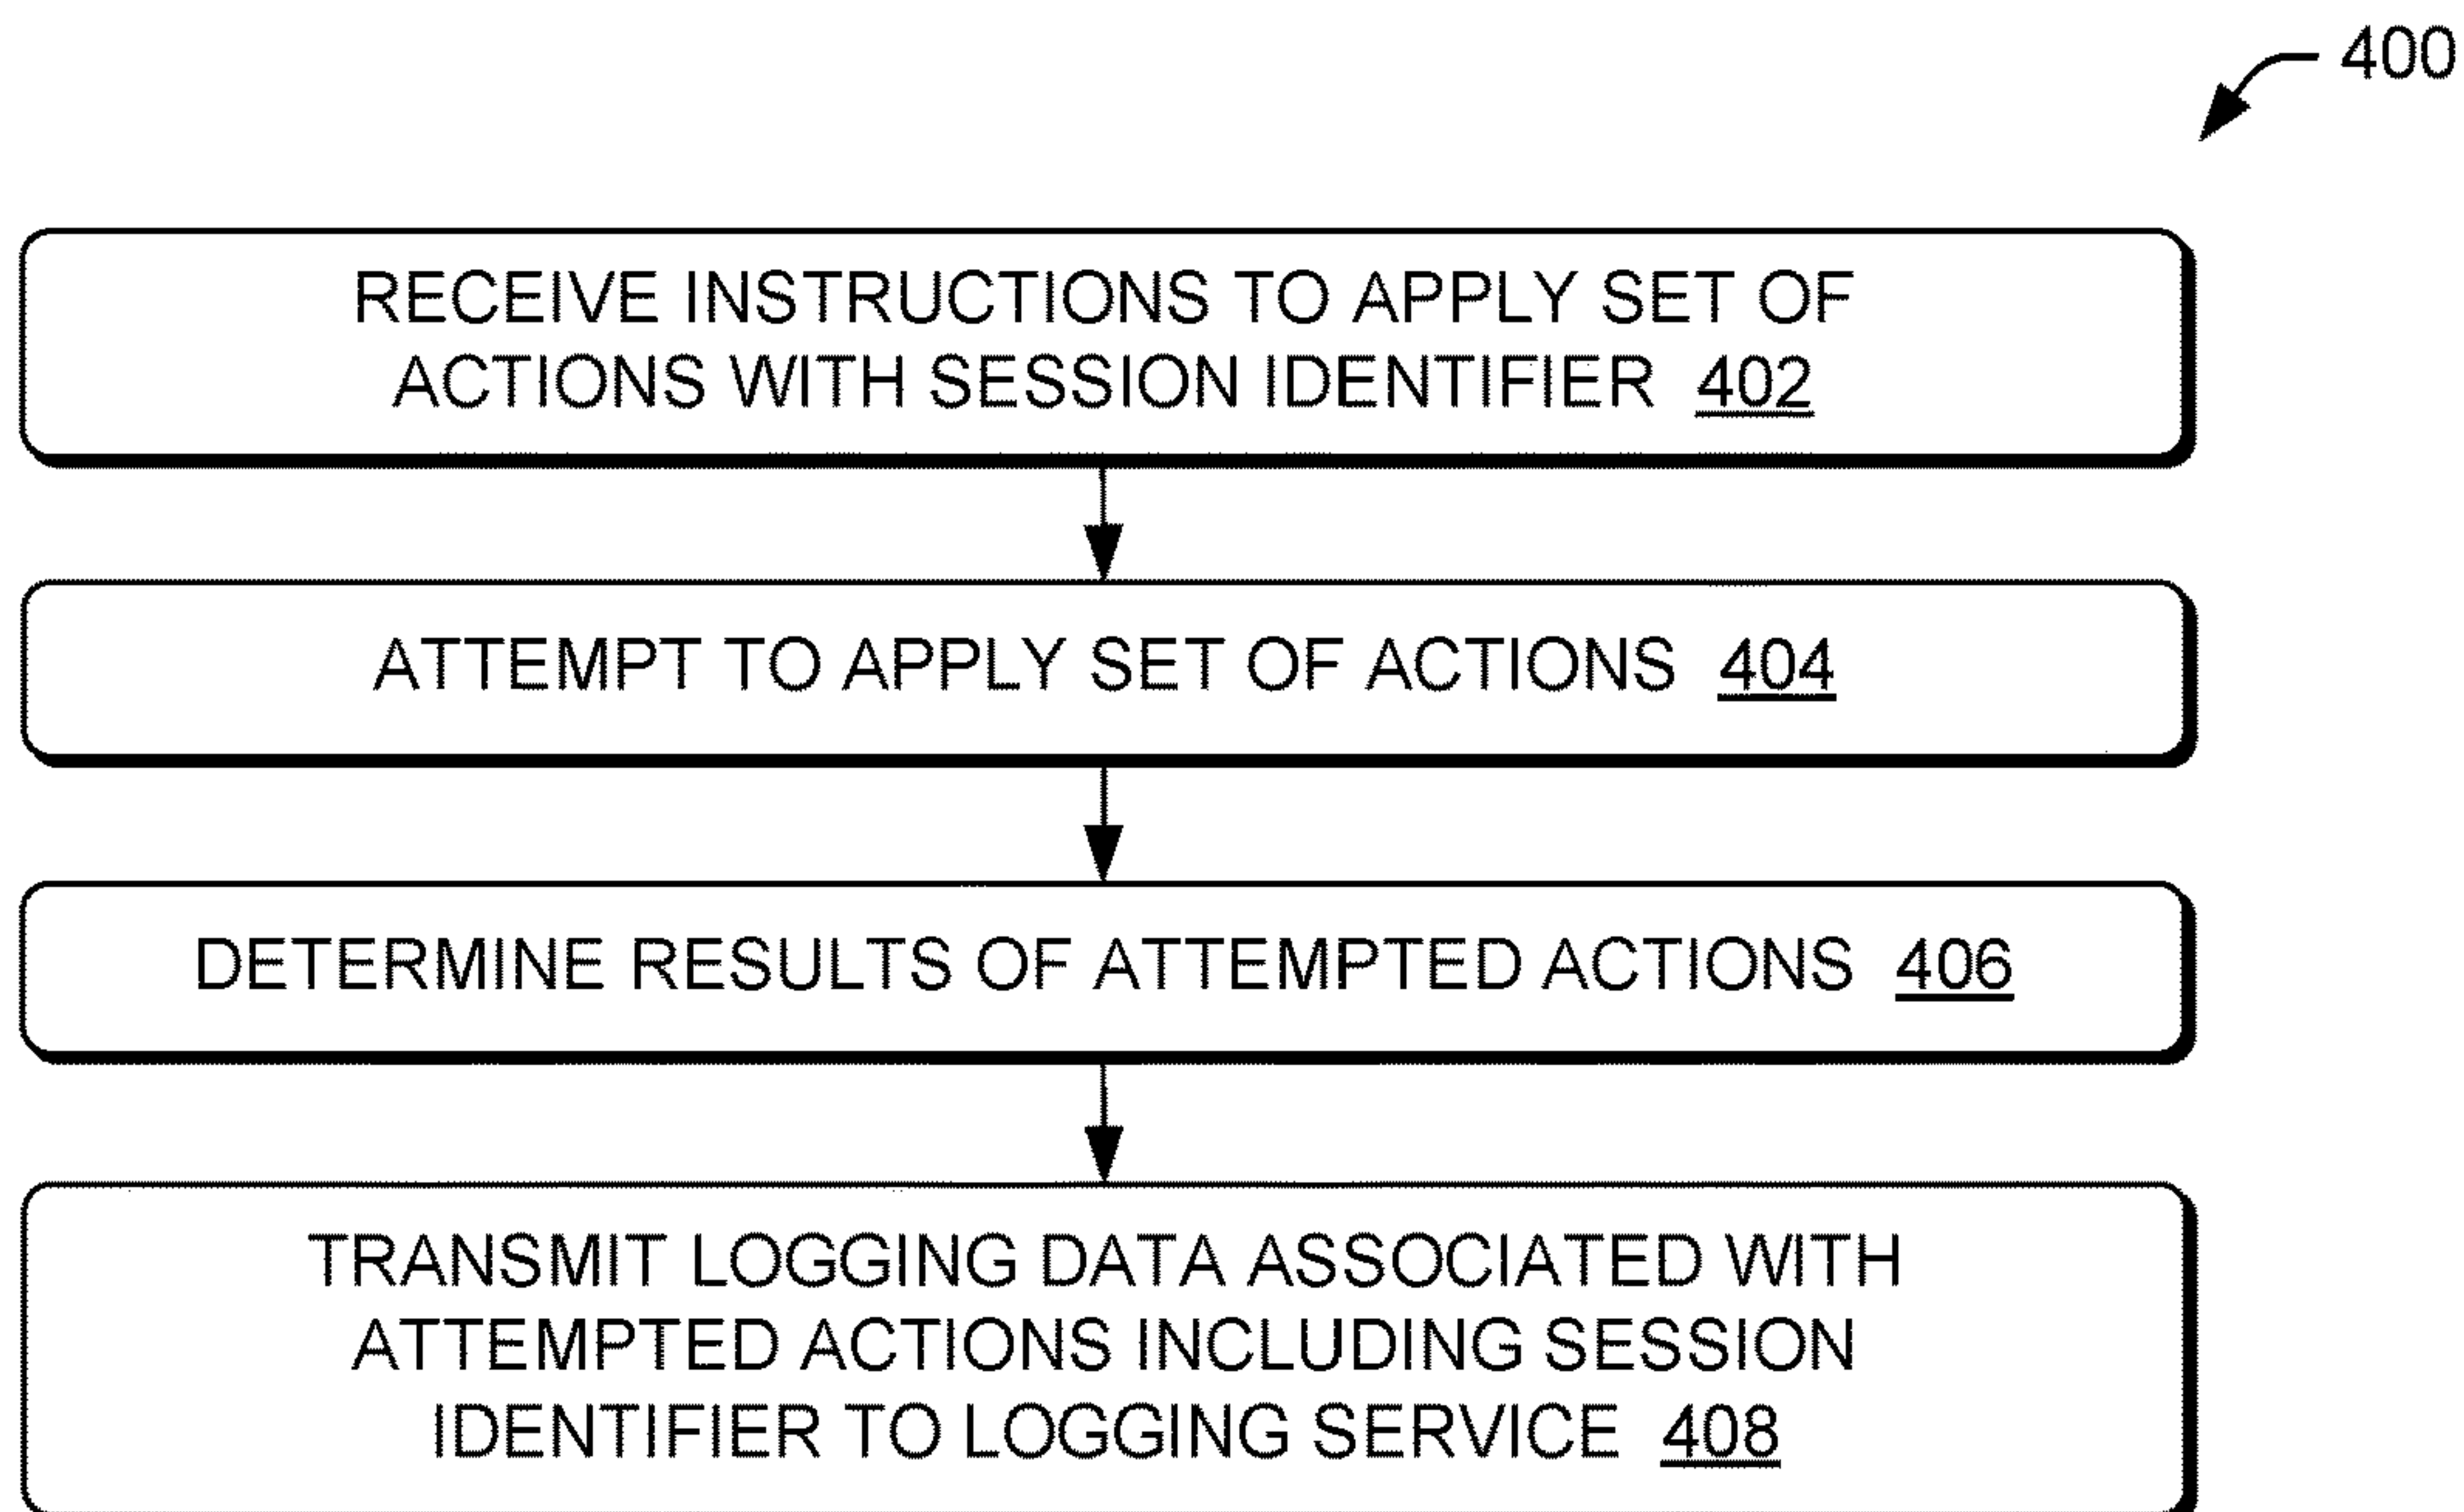 400
RECEIVE INSTRUCTIONS TO APPLY SET OF
ACTIONS WITH SESSION IDENTIFIER 402
ATTEMPT TO APPLY SET OF ACTIONS 404
DETERMINE RESULTS OF ATTEMPTED ACTIONS 406
TRANSMIT LOGGING DATA ASSOCIATED WITH
ATTEMPTED ACTIONS INCLUDING SESSION
IDENTIFIER TO LOGGING SERVICE 408